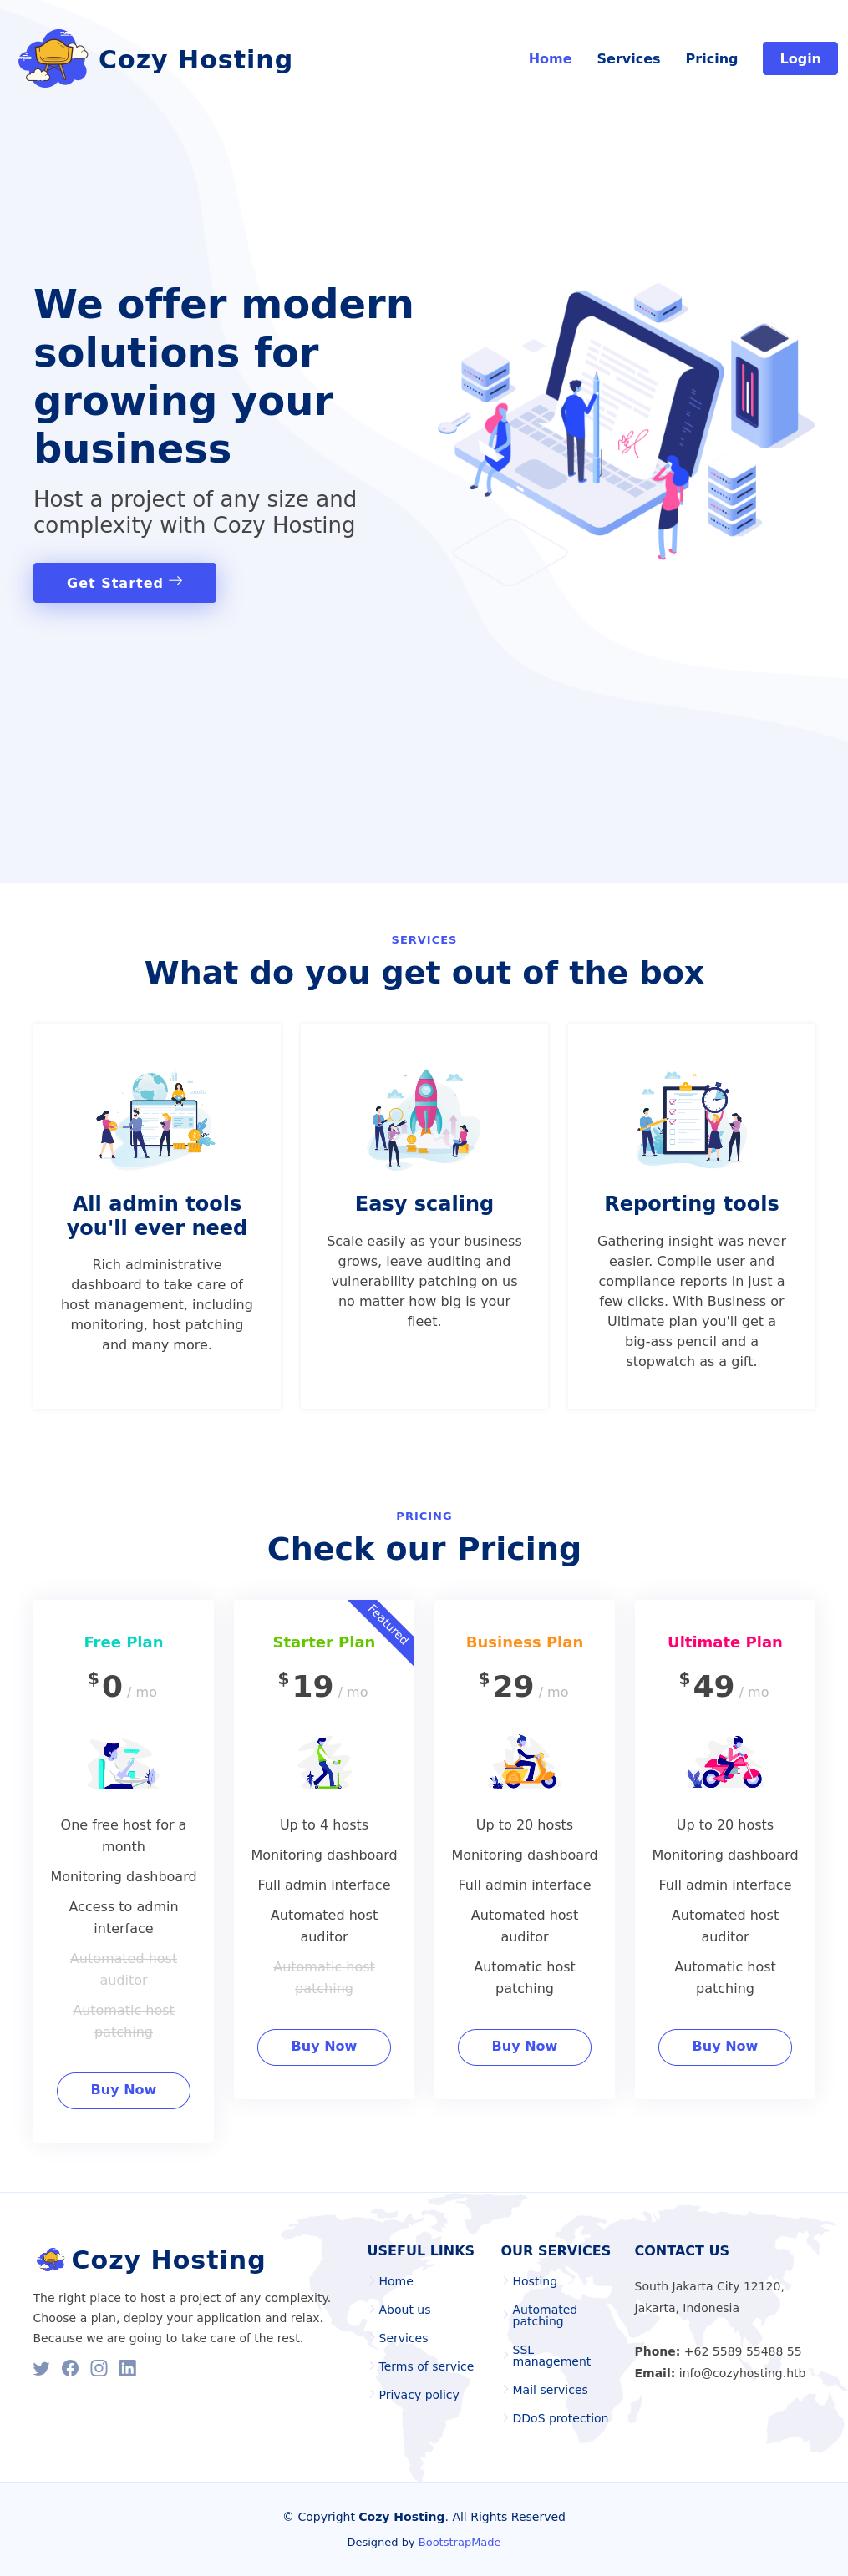 Cozy Hosting
Home
Services
Pricing
Login
We offer modern
solutions for
growing your
business
Host a project of any size and
complexity with Cozy Hosting
Get Started →
SERVICES
What do you get out of the box
All admin tools
you'll ever need
Rich administrative
dashboard to take care of
host management, including
monitoring, host patching
and many more.
Easy scaling
Scale easily as your business
grows, leave auditing and
vulnerability patching on us
no matter how big is your
fleet.
Reporting tools
Gathering insight was never
easier. Compile user and
compliance reports in just a
few clicks. With Business or
Ultimate plan you'll get a
big-ass pencil and a
stopwatch as a gift.
PRICING
Check our Pricing
Free Plan
$0 / mo
One free host for a
month
Monitoring dashboard
Access to admin
interface
Automated host
auditor
Automatic host
patching
Buy Now
Featured
Starter Plan
$19 / mo
Up to 4 hosts
Monitoring dashboard
Full admin interface
Automated host
auditor
Automatic host
patching
Buy Now
Business Plan
$29 / mo
Up to 20 hosts
Monitoring dashboard
Full admin interface
Automated host
auditor
Automatic host
patching
Buy Now
Ultimate Plan
$49 / mo
Up to 20 hosts
Monitoring dashboard
Full admin interface
Automated host
auditor
Automatic host
patching
Buy Now
Cozy Hosting
The right place to host a project of any complexity.
Choose a plan, deploy your application and relax.
Because we are going to take care of the rest.
USEFUL LINKS
Home
About us
Services
Terms of service
Privacy policy
OUR SERVICES
Hosting
Automated
patching
SSL
management
Mail services
DDoS protection
CONTACT US
South Jakarta City 12120,
Jakarta, Indonesia
Phone: +62 5589 55488 55
Email: info@cozyhosting.htb
© Copyright Cozy Hosting. All Rights Reserved
Designed by BootstrapMade